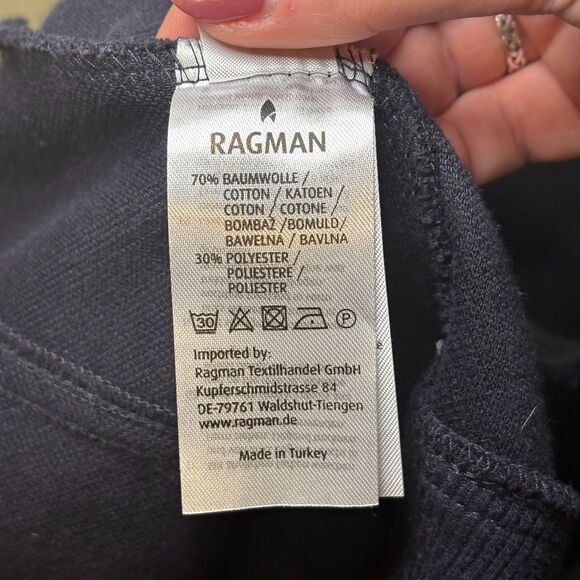 RAGMAN
70% BAUMWOLLE /
COTTON / KATOEN /
COTON / COTONE /
BOMBAŽ /BOMULD/
BAWEŁNA / BAVLNA
30% POLYESTER /
POLIESTERE /
POLIESTER
30 P
Imported by:
Ragman Textilhandel GmbH
Kupferschmidstrasse 84
DE-79761 Waldshut-Tiengen
www.ragman.de
Made in Turkey